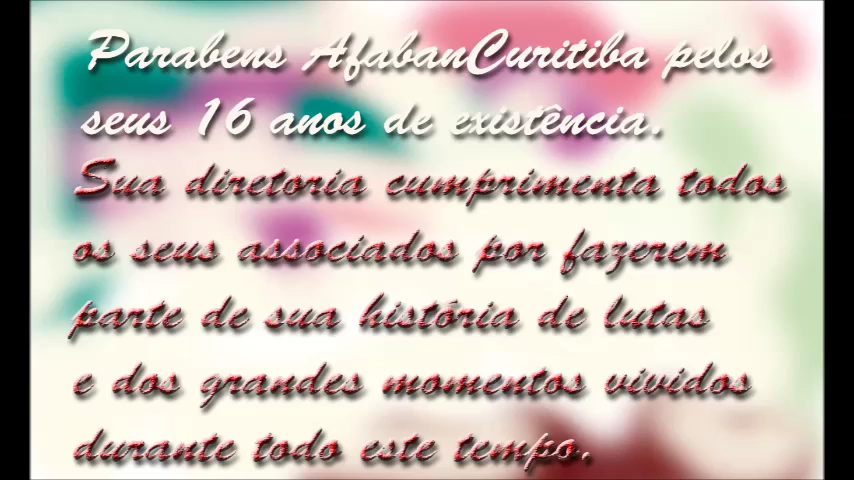 Parabens AfabanCuritiba pelos
seus 16 anos de existência.
Sua diretoria cumprimenta todos
os seus associados por fazerem
parte de sua história de lutas
e dos grandes momentos vividos
durante todo este tempo.